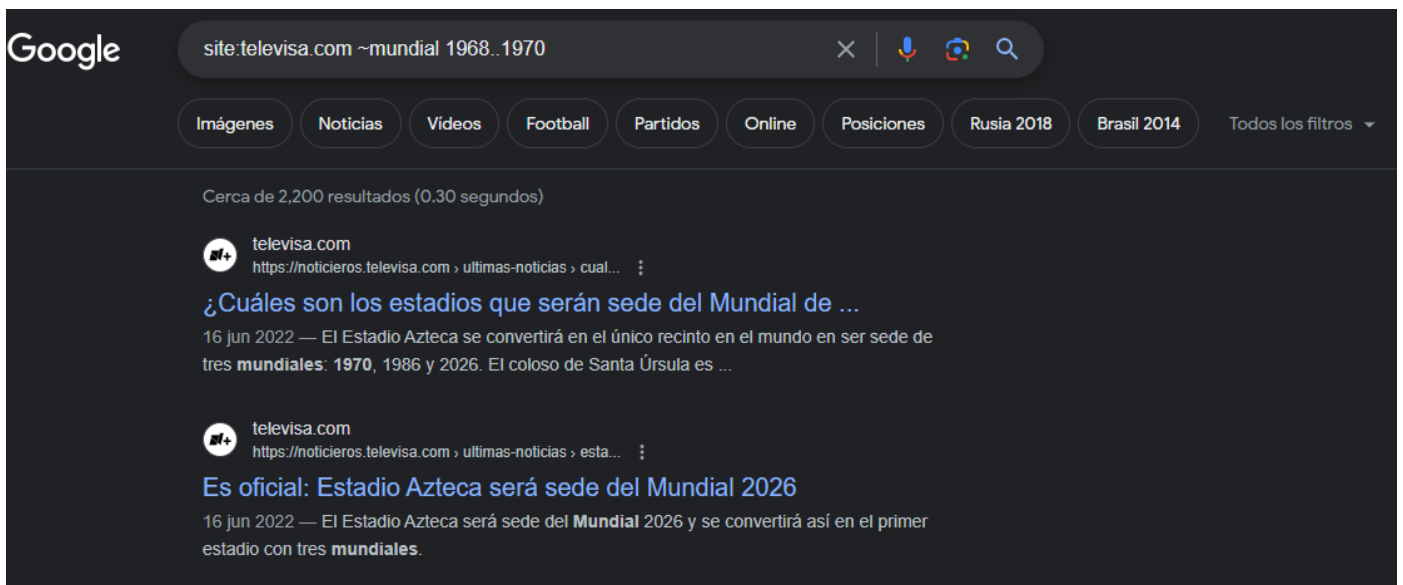 Google
site:televisa.com ~mundial 1968..1970
Imágenes Noticias Vídeos Football Partidos Online Posiciones Rusia 2018 Brasil 2014 Todos los filtros
Cerca de 2,200 resultados (0.30 segundos)
televisa.com
https://noticieros.televisa.com › ultimas-noticias › cual...
¿Cuáles son los estadios que serán sede del Mundial de ...
16 jun 2022 — El Estadio Azteca se convertirá en el único recinto en el mundo en ser sede de
tres mundiales: 1970, 1986 y 2026. El coloso de Santa Úrsula es ...
televisa.com
https://noticieros.televisa.com › ultimas-noticias › esta...
Es oficial: Estadio Azteca será sede del Mundial 2026
16 jun 2022 — El Estadio Azteca será sede del Mundial 2026 y se convertirá así en el primer
estadio con tres mundiales.